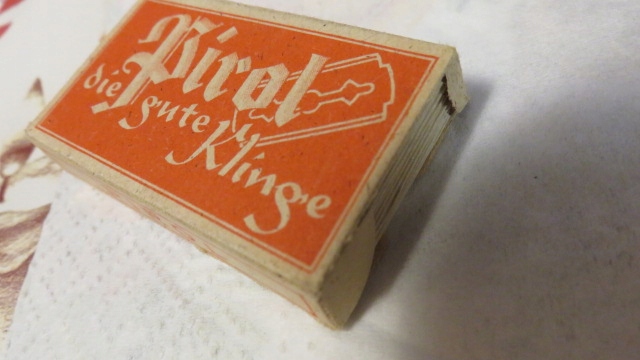 Pirol
die gute
Klinge